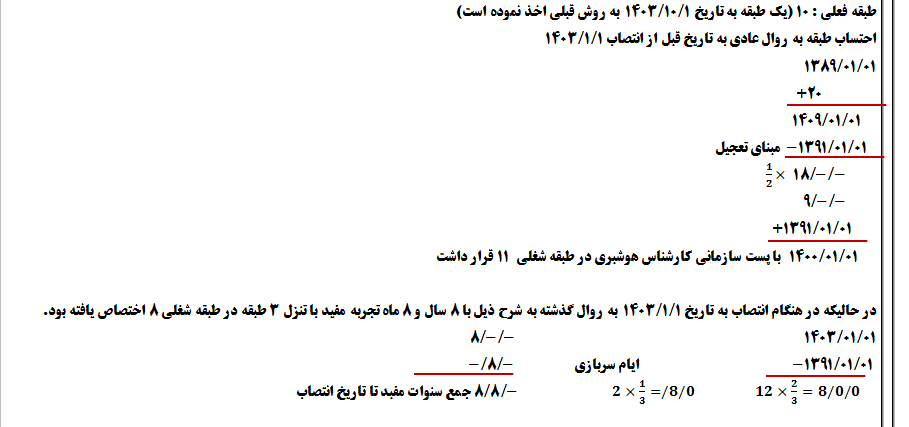 طبقه فعلی : ۱۰ (یک طبقه به تاریخ ۱۴۰۳/۱۰/۱ به روش قبلی اخذ نموده است)
احتساب طبقه به روال عادی به تاریخ قبل از انتصاب ۱۴۰۳/۱/۱
۱۳۸۹/۰۱/۰۱
+۲۰
۱۴۰۹/۰۱/۰۱
−۱۳۹۱/۰۱/۰۱ مبنای تعجیل
۱۸/−/− × 1/2
۹/−/−
+۱۳۹۱/۰۱/۰۱
۱۴۰۰/۰۱/۰۱ با پست سازمانی کارشناس هوشبری در طبقه شغلی ۱۱ قرار داشت
در حالیکه در هنگام انتصاب به تاریخ ۱۴۰۳/۱/۱ به روال گذشته به شرح ذیل با ۸ سال و ۸ ماه تجربه مفید با تنزل ۳ طبقه در طبقه شغلی ۸ اختصاص یافته بود.
۱۴۰۳/۰۱/۰۱ ۸/−/−
−۱۳۹۱/۰۱/۰۱ ایام سربازی −/۸/−
12 × 2/3 = 8/0/0 2 × 1/3 =/8/0 ۸/۸/− جمع سنوات مفید تا تاریخ انتصاب